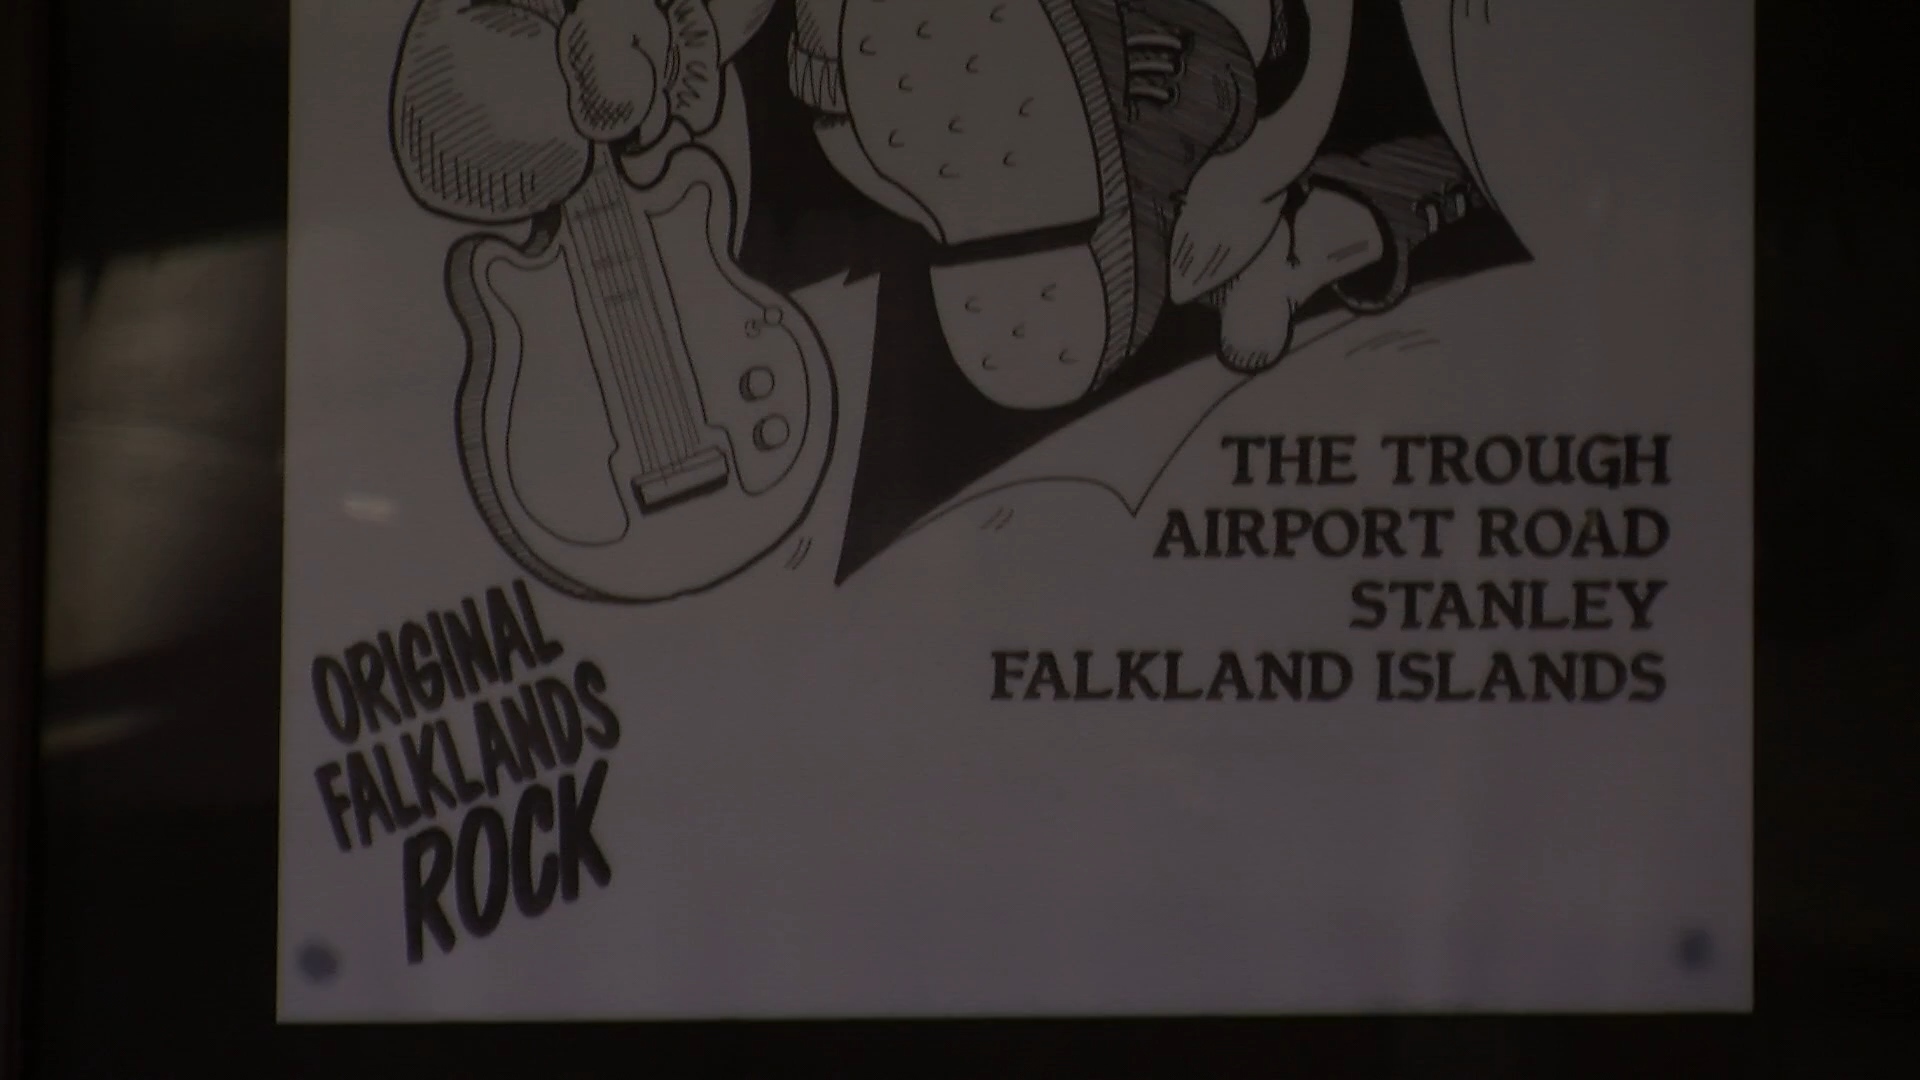 THE TROUGH
AIRPORT ROAD
STANLEY
FALKLAND ISLANDS
ORIGINAL
FALKLANDS
ROCK